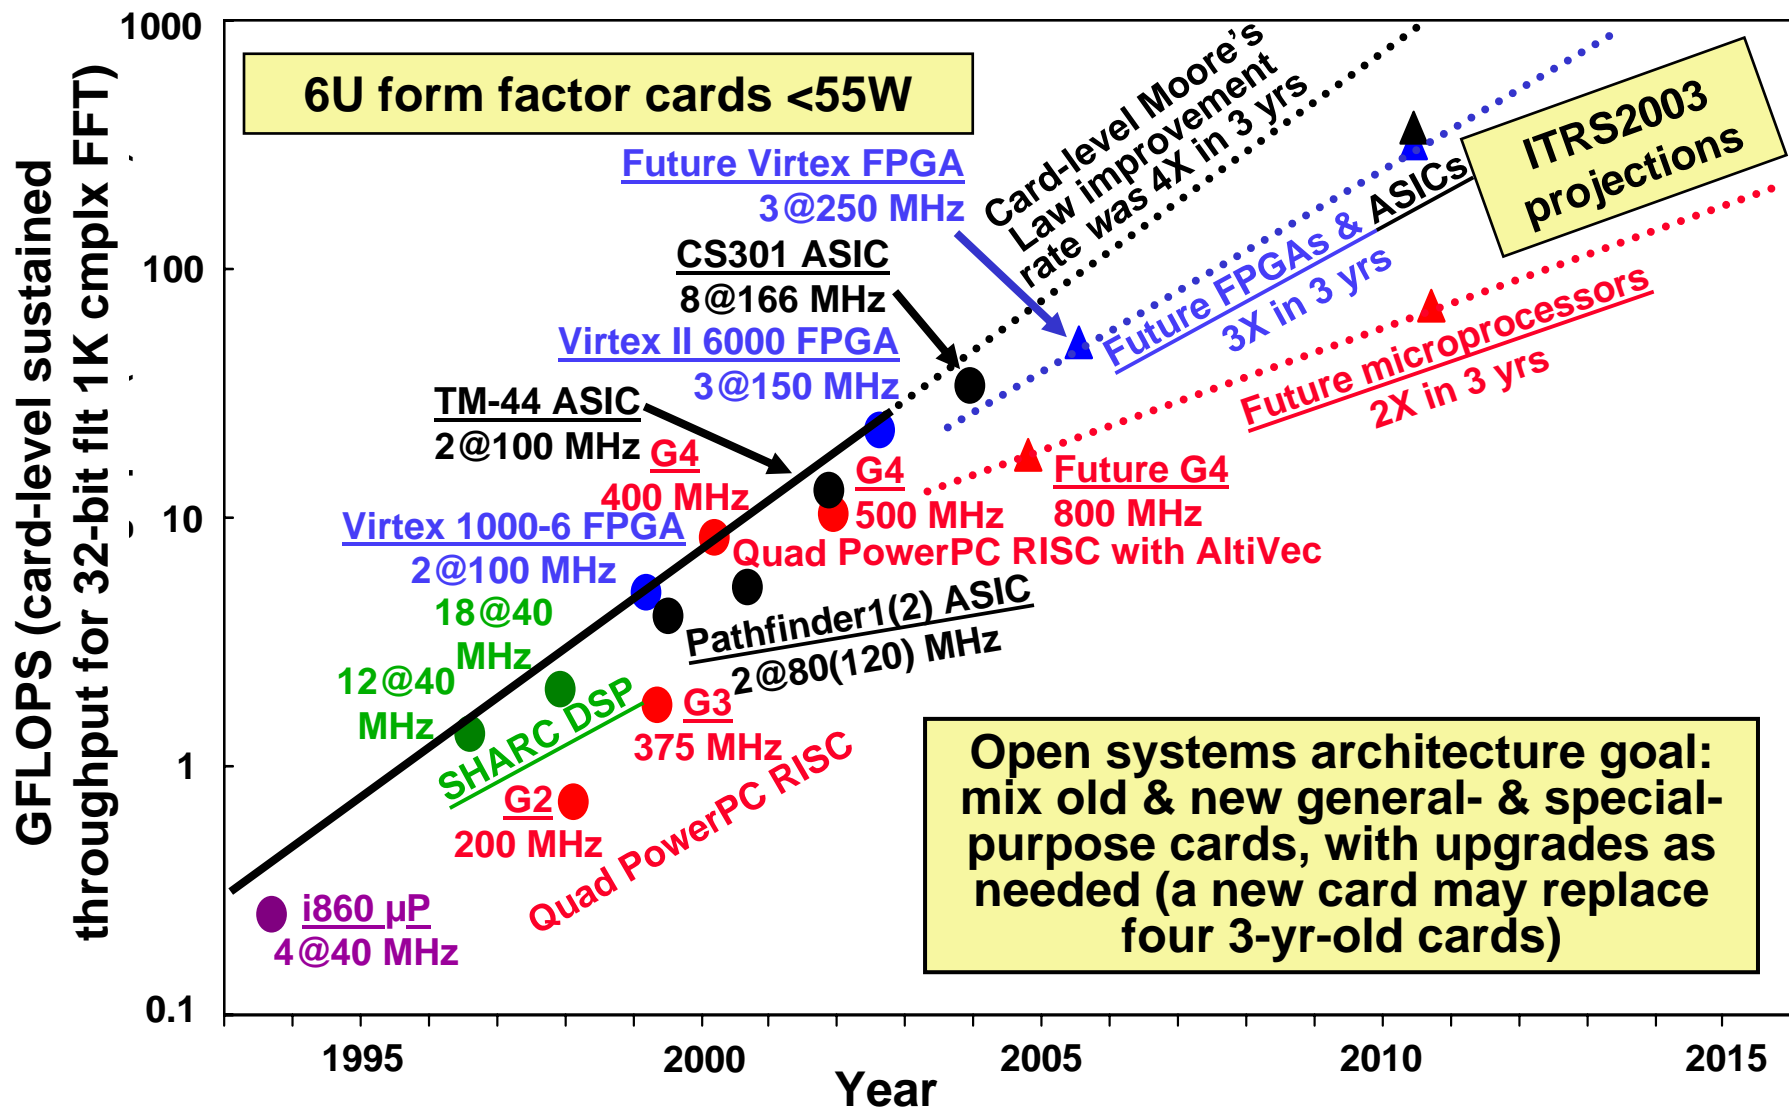 GFLOPS (card-level sustained
throughput for 32-bit flt 1K cmplx FFT)
1000
100
10
1
0.1
6U form factor cards <55W
Card-level Moore's
Law improvement
rate was 4X in 3 yrs
ITRS2003
projections
Future Virtex FPGA
3@250 MHz
CS301 ASIC
8@166 MHz
Virtex II 6000 FPGA
3@150 MHz
TM-44 ASIC
2@100 MHz
Future FPGAs & ASICs
3X in 3 yrs
Future microprocessors
2X in 3 yrs
G4
400 MHz
G4
500 MHz
Future G4
800 MHz
Quad PowerPC RISC with AltiVec
Virtex 1000-6 FPGA
2@100 MHz
18@40
MHz
12@40
MHz
Pathfinder1(2) ASIC
2@80(120) MHz
SHARC DSP
G3
375 MHz
G2
200 MHz
Quad PowerPC RISC
i860 µP
4@40 MHz
Open systems architecture goal:
mix old & new general- & special-
purpose cards, with upgrades as
needed (a new card may replace
four 3-yr-old cards)
1995
2000
2005
2010
2015
Year